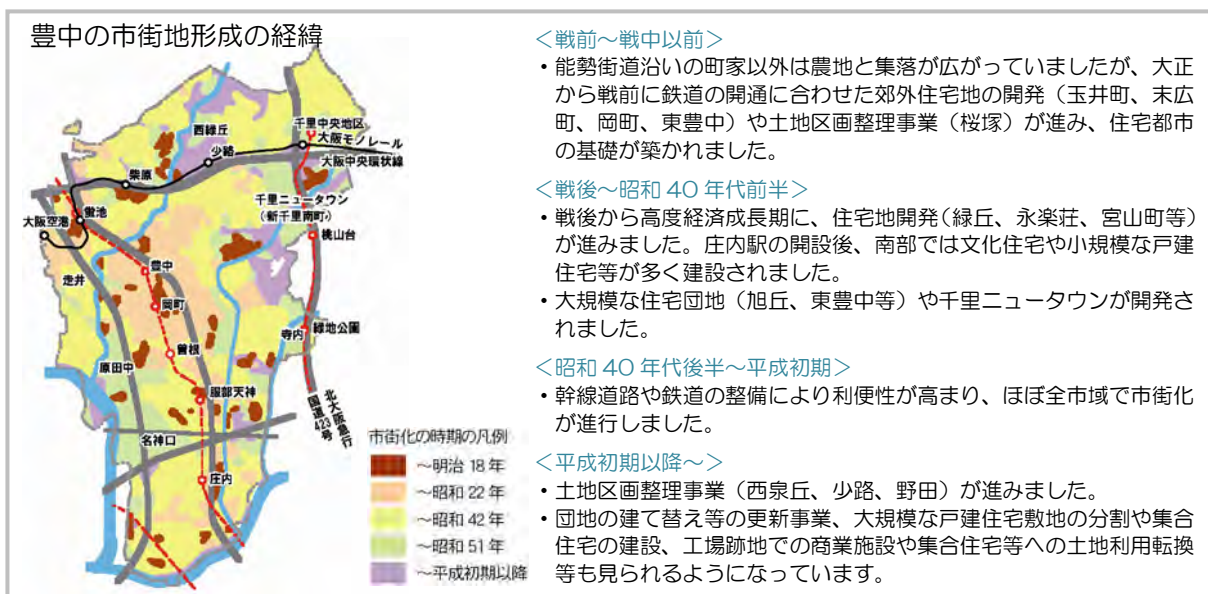 豊中の市街地形成の経緯
西緑丘
千里中央地区
大阪モノレール
少路
大阪中央環状線
柴原
千里ニュータウン
(新千里南町)
蛍池
大阪空港
桃山台
豊中
走井
岡町
緑地公園
寺内
曽根
原田中
服部天神
北大阪急行
国道423号
名神口
庄内
市街化の時期の凡例
～明治 18 年
～昭和 22 年
～昭和 42 年
～昭和 51 年
～平成初期以降
＜戦前～戦中以前＞
・能勢街道沿いの町家以外は農地と集落が広がっていましたが、大正
から戦前に鉄道の開通に合わせた郊外住宅地の開発（玉井町、末広
町、岡町、東豊中）や土地区画整理事業（桜塚）が進み、住宅都市
の基礎が築かれました。
＜戦後～昭和 40 年代前半＞
・戦後から高度経済成長期に、住宅地開発（緑丘、永楽荘、宮山町等）
が進みました。庄内駅の開設後、南部では文化住宅や小規模な戸建
住宅等が多く建設されました。
・大規模な住宅団地（旭丘、東豊中等）や千里ニュータウンが開発さ
れました。
＜昭和 40 年代後半～平成初期＞
・幹線道路や鉄道の整備により利便性が高まり、ほぼ全市域で市街化
が進行しました。
＜平成初期以降～＞
・土地区画整理事業（西泉丘、少路、野田）が進みました。
・団地の建て替え等の更新事業、大規模な戸建住宅敷地の分割や集合
住宅の建設、工場跡地での商業施設や集合住宅等への土地利用転換
等も見られるようになっています。